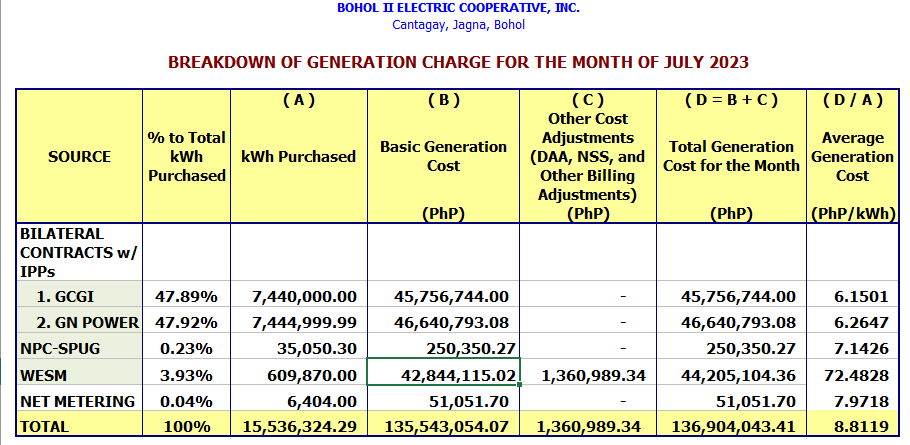 BOHOL II ELECTRIC COOPERATIVE, INC.
Cantagay, Jagna, Bohol
BREAKDOWN OF GENERATION CHARGE FOR THE MONTH OF JULY 2023
SOURCE
% to Total
kWh
Purchased
( A )
kWh Purchased
( B )
Basic Generation
Cost
(PhP)
( C )
Other Cost
Adjustments
(DAA, NSS, and
Other Billing
Adjustments)
(PhP)
( D = B + C )
Total Generation
Cost for the Month
(PhP)
( D / A )
Average
Generation
Cost
(PhP/kWh)
BILATERAL
CONTRACTS w/
IPPs
1. GCGI 47.89% 7,440,000.00 45,756,744.00 - 45,756,744.00 6.1501
2. GN POWER 47.92% 7,444,999.99 46,640,793.08 - 46,640,793.08 6.2647
NPC-SPUG 0.23% 35,050.30 250,350.27 - 250,350.27 7.1426
WESM 3.93% 609,870.00 42,844,115.02 1,360,989.34 44,205,104.36 72.4828
NET METERING 0.04% 6,404.00 51,051.70 - 51,051.70 7.9718
TOTAL 100% 15,536,324.29 135,543,054.07 1,360,989.34 136,904,043.41 8.8119